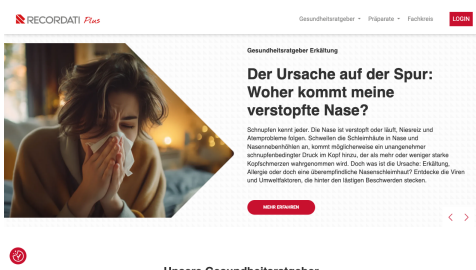 RECORDATI Plus
Gesundheitsratgeber
Präparate
Fachkreis
LOGIN
Gesundheitsratgeber Erkältung
Der Ursache auf der Spur:
Woher kommt meine
verstopfte Nase?
Schnupfen kennt jeder. Die Nase ist verstopft oder läuft, Niesreiz und
Atemprobleme folgen. Schwellen die Schleimhäute in Nase und
Nasennebenhöhlen an, kommt möglicherweise ein unangenehmer
schnupfenbedingter Druck im Kopf hinzu, der als mehr oder weniger starke
Kopfschmerzen wahrgenommen wird. Doch was ist die Ursache: Erkältung,
Allergie oder doch eine überempfindliche Nasenschleimhaut? Entdecke die Viren
und Umweltfaktoren, die hinter den lästigen Beschwerden stecken.
MEHR ERFAHREN
Unsere Gesundheitsratgeber